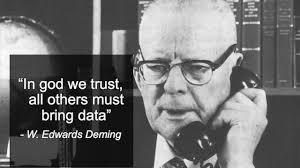 “In god we trust,
all others must
bring data”
- W. Edwards Deming